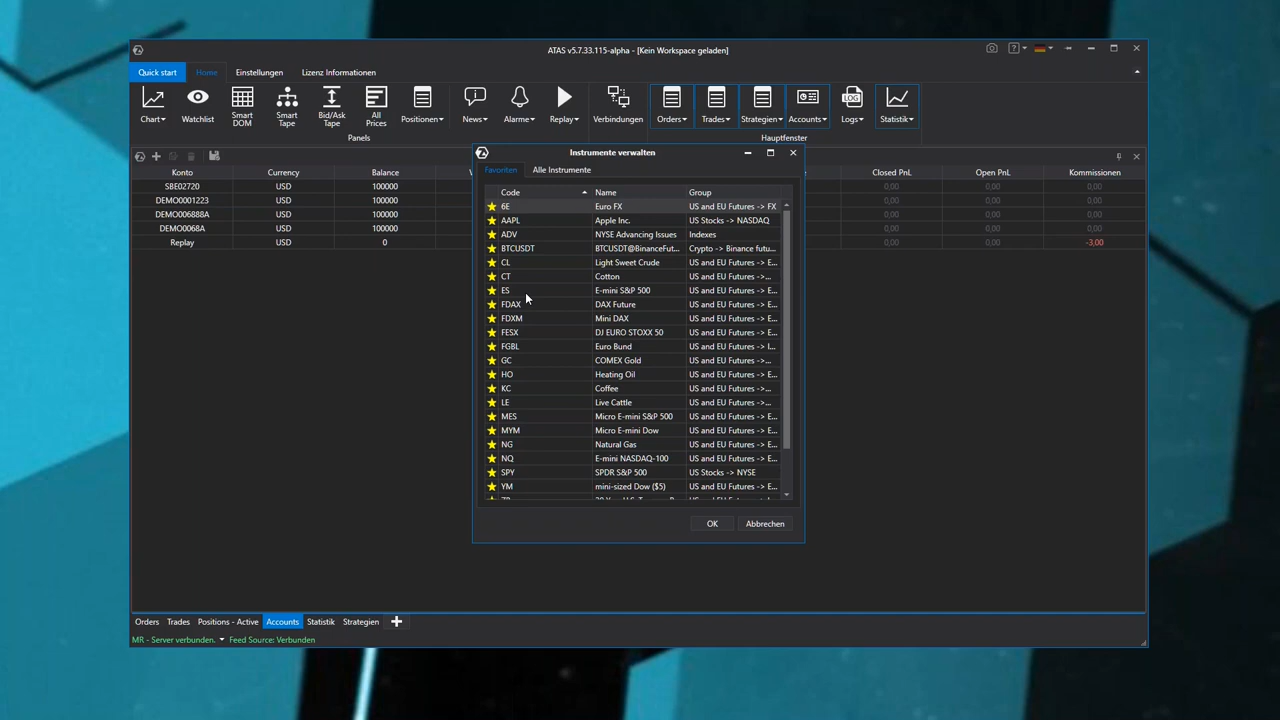 ATAS v5.7.33.115-alpha - [Kein Workspace geladen]
Quick start Home Einstellungen Lizenz Informationen
Chart Watchlist Smart DOM Smart Tape Bid/Ask Tape All Prices Positionen News Alarme Replay Verbindungen Orders Trades Strategien Accounts Logs Statistik
LOG
Panels Hauptfenster
Konto Currency Balance Closed PnL Open PnL Kommissionen
SBE02720 USD 100000 0,00 0,00 0,00
DEMO0001223 USD 100000 0,00 0,00 0,00
DEMO006888A USD 100000 0,00 0,00 0,00
DEMO0068A USD 100000 0,00 0,00 0,00
Replay USD 0 0,00 0,00 -3,00
Instrumente verwalten
Favoriten Alle Instrumente
Code Name Group
6E Euro FX US and EU Futures -> FX
AAPL Apple Inc. US Stocks -> NASDAQ
ADV NYSE Advancing Issues Indexes
BTCUSDT BTCUSDT@BinanceFut... Crypto -> Binance futu...
CL Light Sweet Crude US and EU Futures -> E...
CT Cotton US and EU Futures ->...
ES E-mini S&P 500 US and EU Futures -> E...
FDAX DAX Future US and EU Futures -> E...
FDXM Mini DAX US and EU Futures -> E...
FESX DJ EURO STOXX 50 US and EU Futures -> E...
FGBL Euro Bund US and EU Futures -> I...
GC COMEX Gold US and EU Futures ->...
HO Heating Oil US and EU Futures -> E...
KC Coffee US and EU Futures ->...
LE Live Cattle US and EU Futures ->...
MES Micro E-mini S&P 500 US and EU Futures -> E...
MYM Micro E-mini Dow US and EU Futures -> E...
NG Natural Gas US and EU Futures -> E...
NQ E-mini NASDAQ-100 US and EU Futures -> E...
SPY SPDR S&P 500 US Stocks -> NYSE
YM mini-sized Dow ($5) US and EU Futures -> E...
OK Abbrechen
Orders Trades Positions - Active Accounts Statistik Strategien
MR - Server verbunden. Feed Source: Verbunden